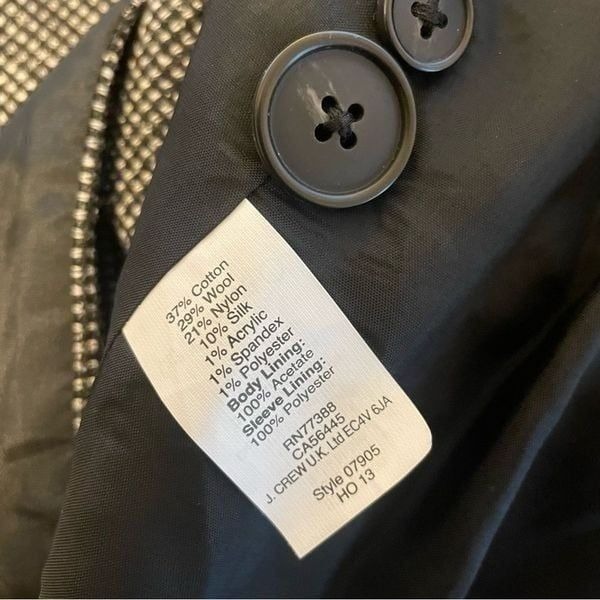 37% Cotton
29% Wool
21% Nylon
10% Silk
1% Acrylic
1% Spandex
1% Polyester
Body Lining:
100% Acetate
Sleeve Lining:
100% Polyester
RN77388
CA56445
J. CREW U.K. Ltd EC4V 6JA
Style 07905
HO 13